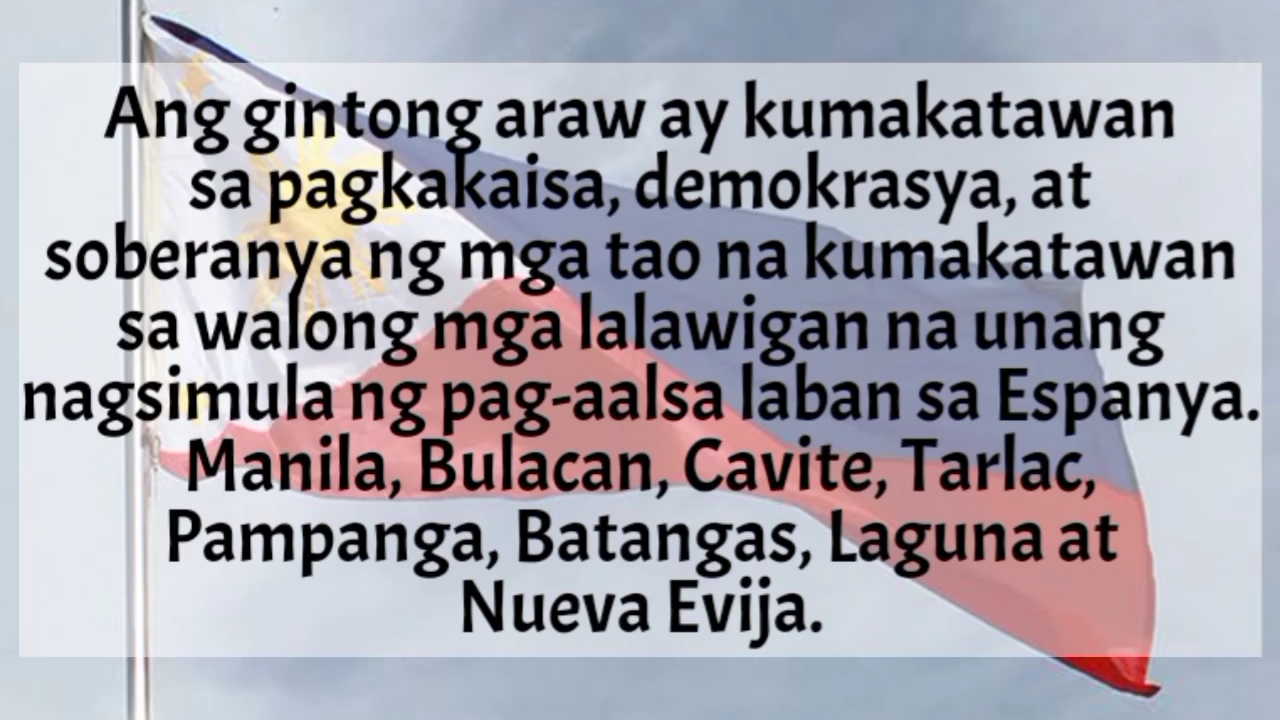 Ang gintong araw ay kumakatawan
sa pagkakaisa, demokrasya, at
soberanya ng mga tao na kumakatawan
sa walong mga lalawigan na unang
nagsimula ng pag-aalsa laban sa Espanya.
Manila, Bulacan, Cavite, Tarlac,
Pampanga, Batangas, Laguna at
Nueva Evija.